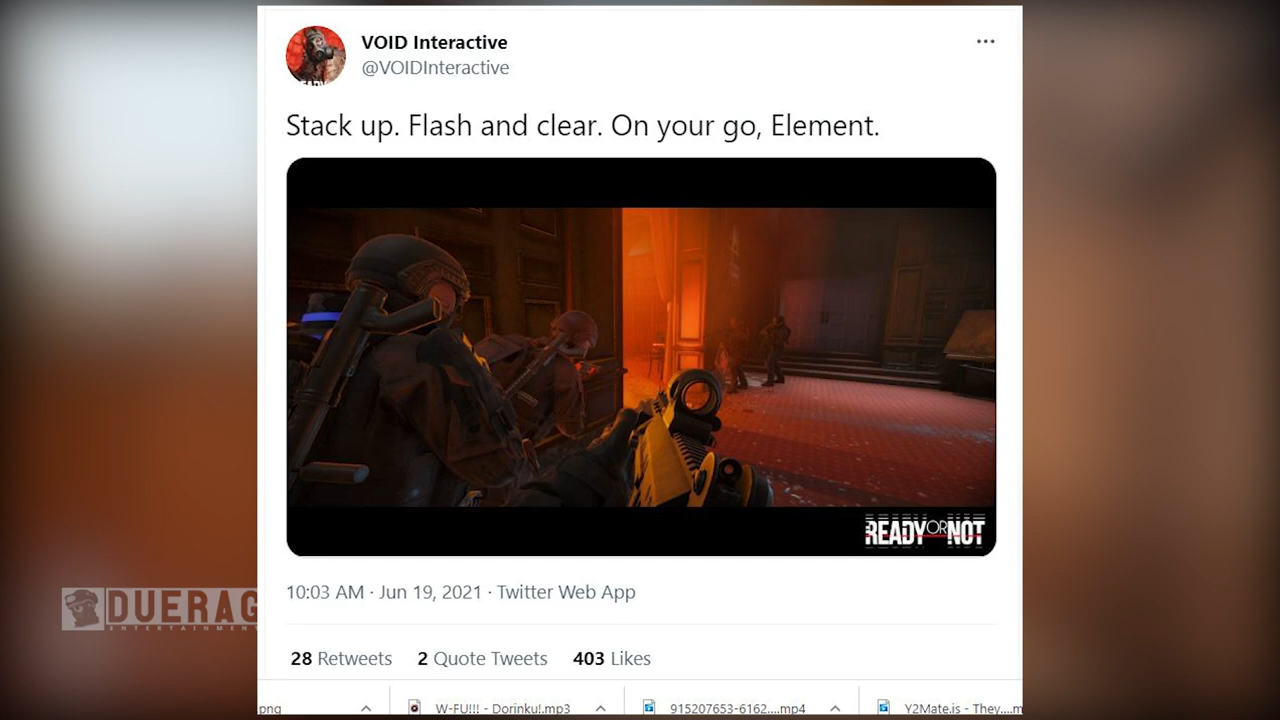 VOID Interactive
@VOIDInteractive
Stack up. Flash and clear. On your go, Element.
READY OR NOT
10:03 AM · Jun 19, 2021 · Twitter Web App
DUERAG
ENTERTAINMENT
28 Retweets 2 Quote Tweets 403 Likes
png W-FU!!! - Dorinku!.mp3 915207653-6162....mp4 Y2Mate.is - They....m